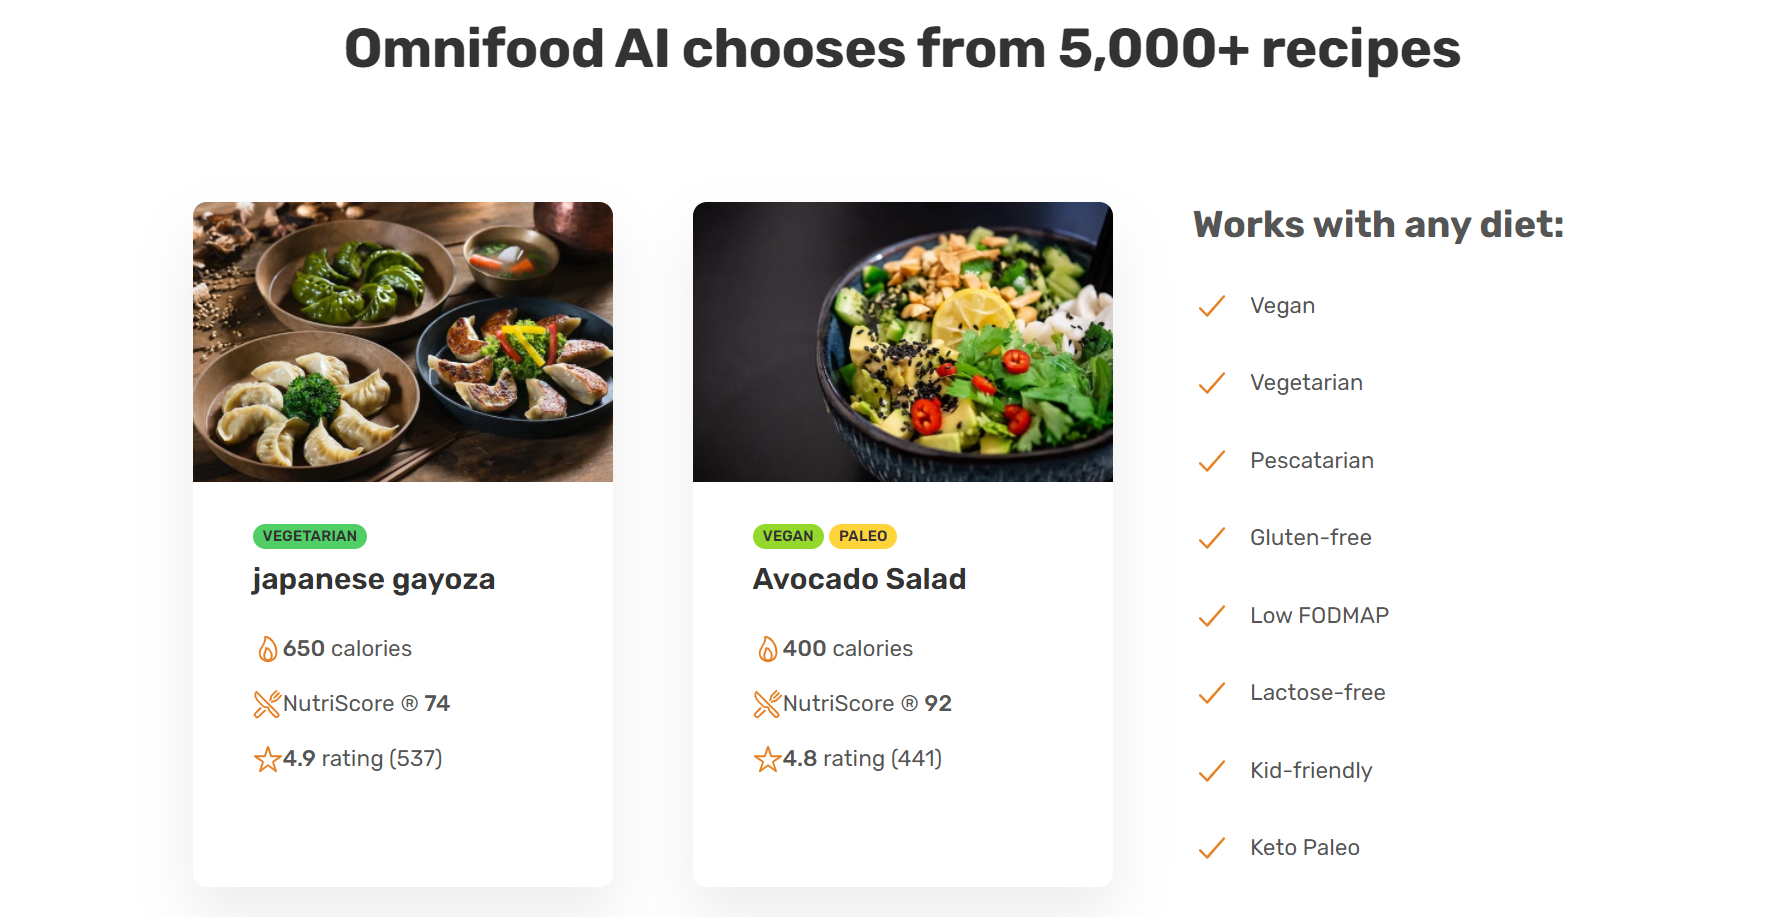 Omnifood AI chooses from 5,000+ recipes
VEGETARIAN
japanese gayoza
650 calories
NutriScore ® 74
4.9 rating (537)
VEGAN PALEO
Avocado Salad
400 calories
NutriScore ® 92
4.8 rating (441)
Works with any diet:
Vegan
Vegetarian
Pescatarian
Gluten-free
Low FODMAP
Lactose-free
Kid-friendly
Keto Paleo